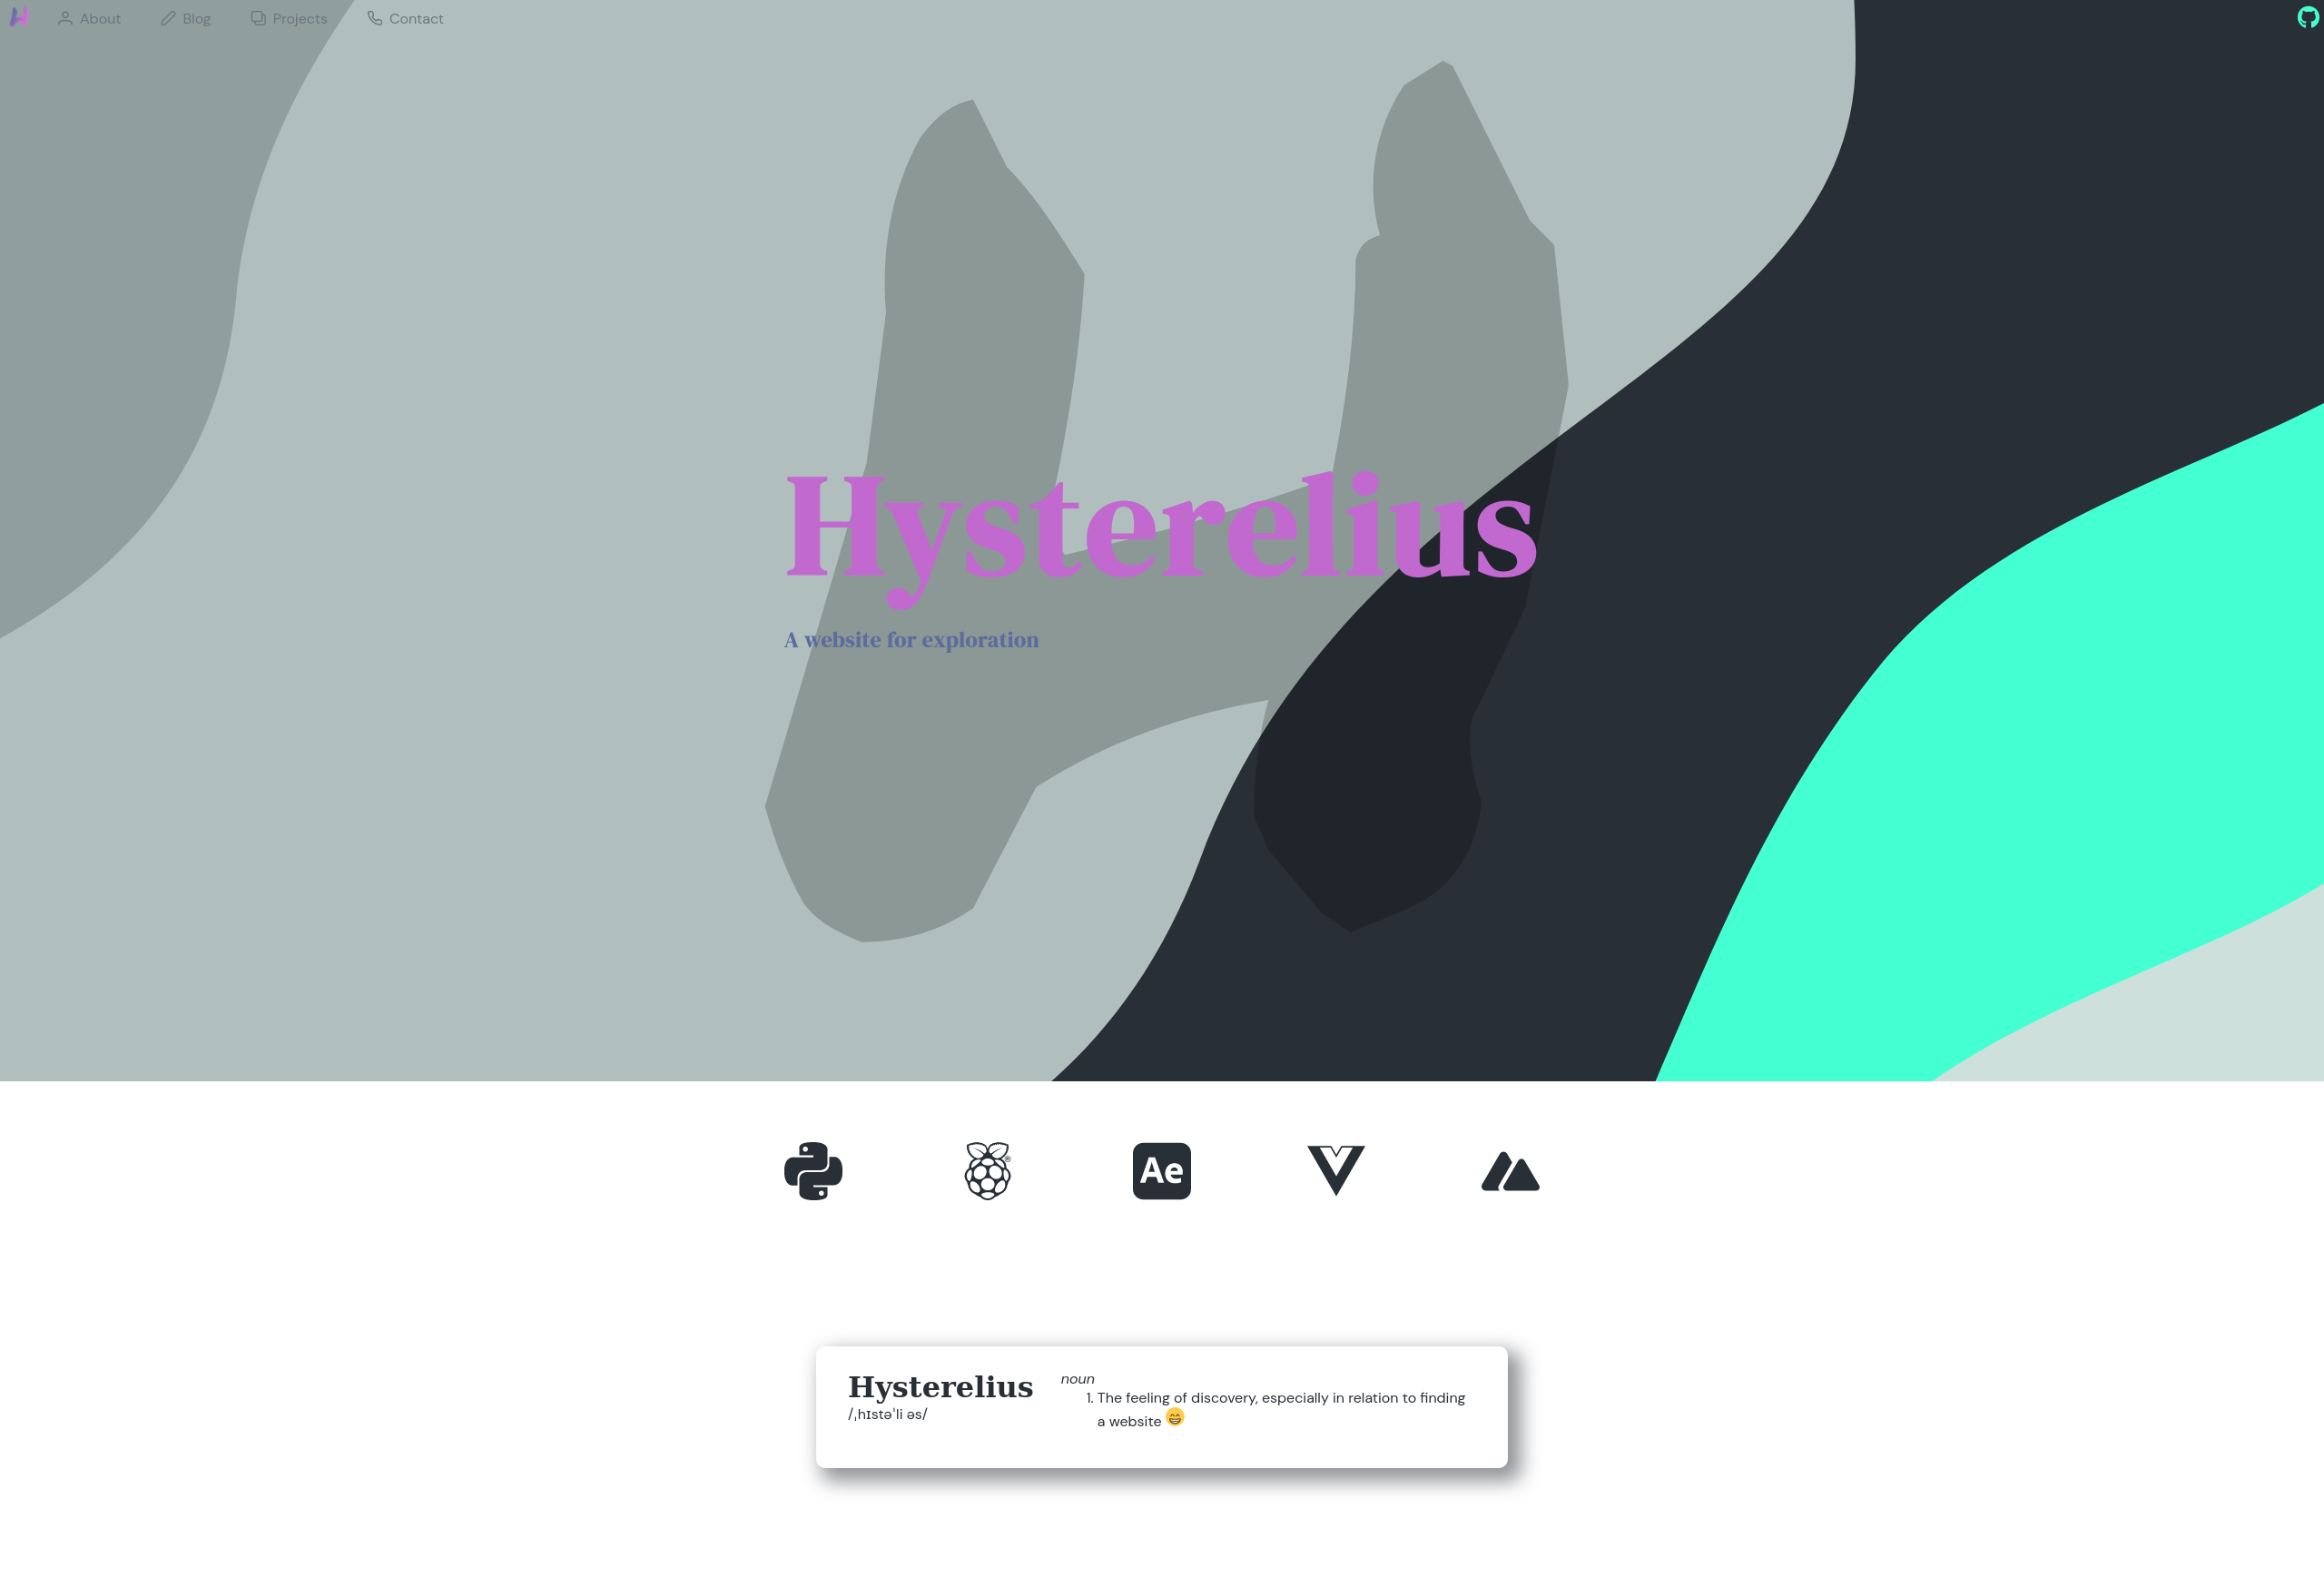 About Blog Projects Contact
Hysterelius
A website for exploration
Ae
Hysterelius
/ˌhɪstəˈli əs/
noun
1. The feeling of discovery, especially in relation to finding
a website 😄